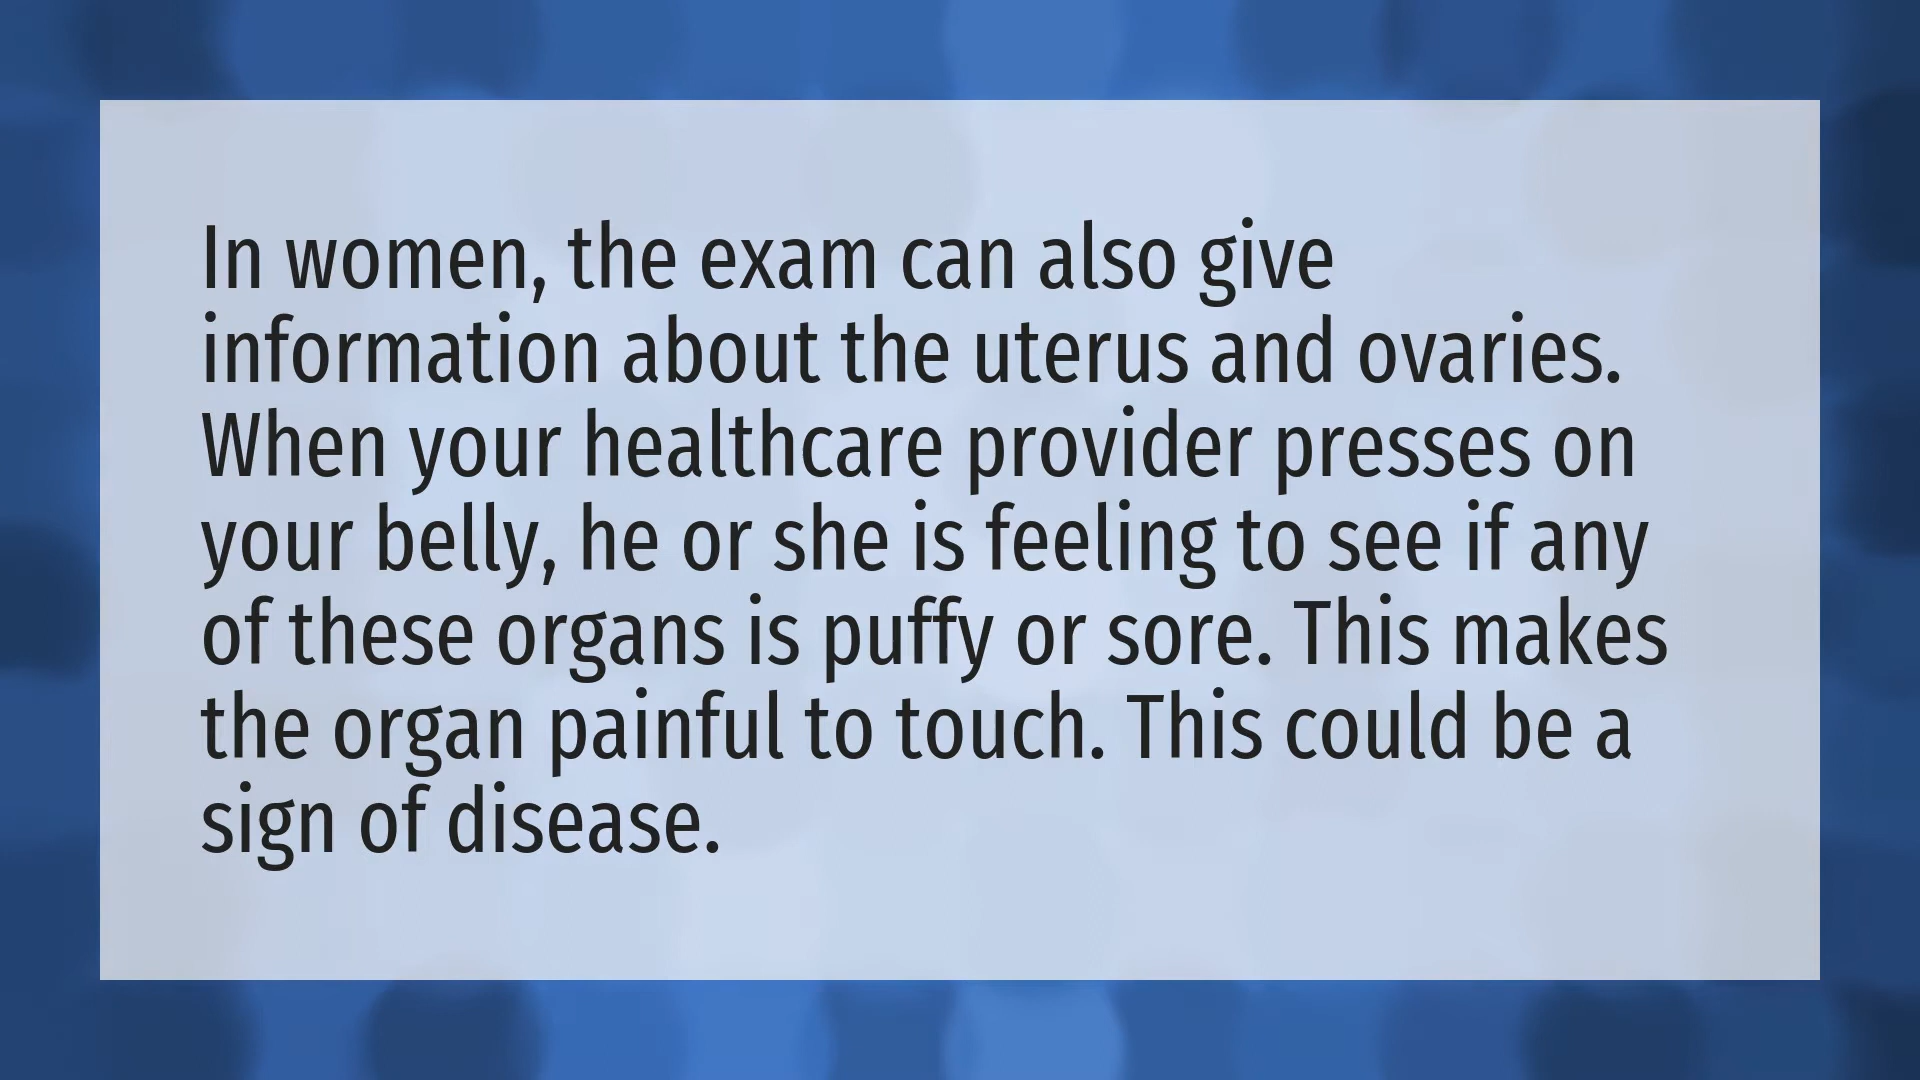 In women, the exam can also give
information about the uterus and ovaries.
When your healthcare provider presses on
your belly, he or she is feeling to see if any
of these organs is puffy or sore. This makes
the organ painful to touch. This could be a
sign of disease.